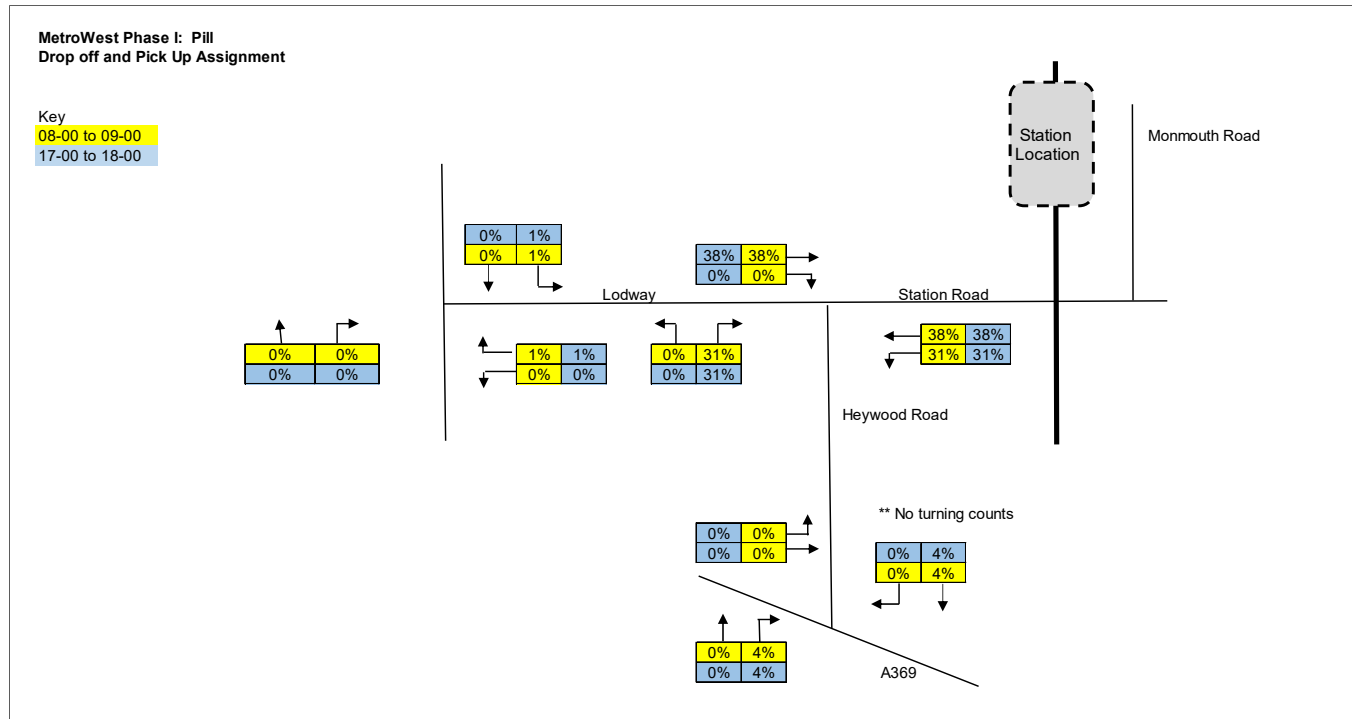 MetroWest Phase I: Pill
Drop off and Pick Up Assignment
Key
08-00 to 09-00
17-00 to 18-00
Station
Location
Monmouth Road
0% 1%
0% 1%
38% 38%
0% 0%
Lodway
Station Road
0% 0%
0% 0%
1% 1%
0% 0%
0% 31%
0% 31%
38% 38%
31% 31%
Heywood Road
** No turning counts
0% 0%
0% 0%
0% 4%
0% 4%
0% 4%
0% 4%
A369